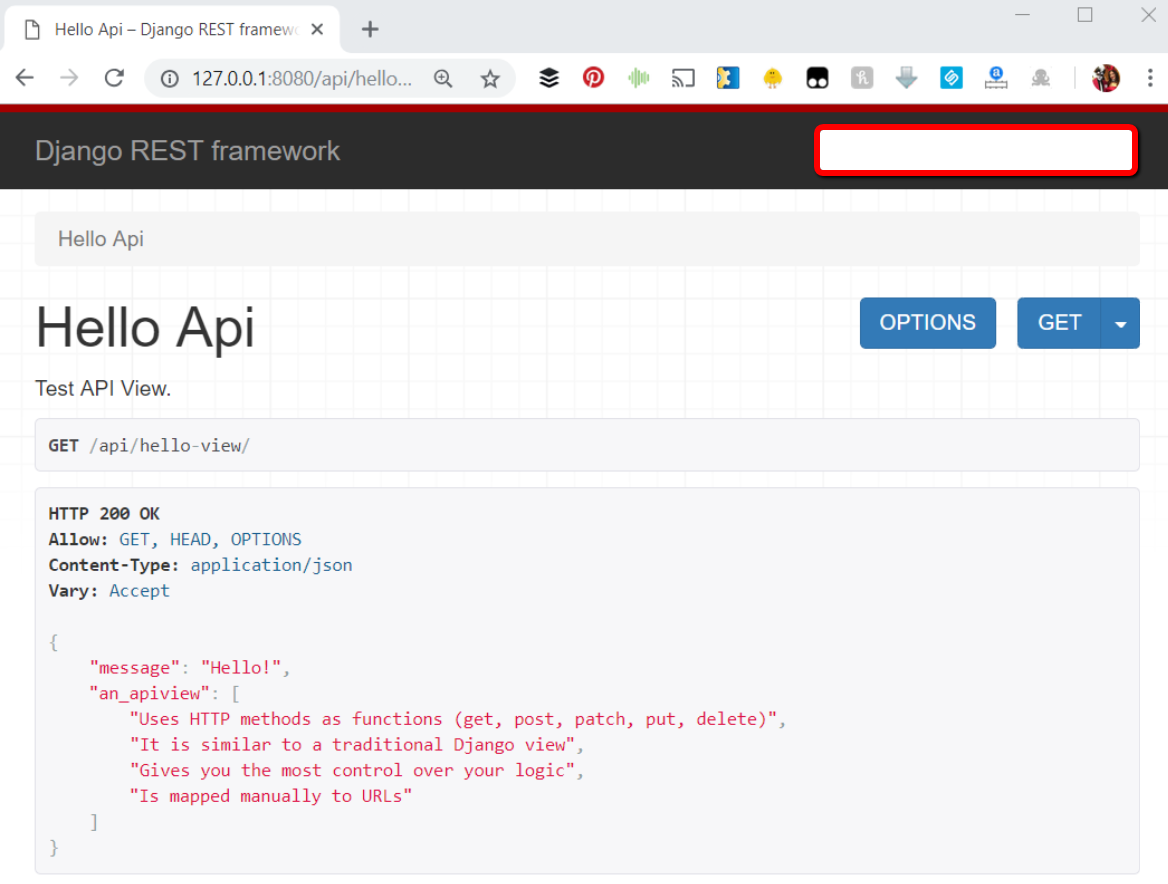 Hello Api – Django REST framew
127.0.0.1:8080/api/hello...
Django REST framework
Hello Api
Hello Api
OPTIONS
GET
Test API View.
GET /api/hello-view/
HTTP 200 OK
Allow: GET, HEAD, OPTIONS
Content-Type: application/json
Vary: Accept
{
    "message": "Hello!",
    "an_apiview": [
        "Uses HTTP methods as functions (get, post, patch, put, delete)",
        "It is similar to a traditional Django view",
        "Gives you the most control over your logic",
        "Is mapped manually to URLs"
    ]
}